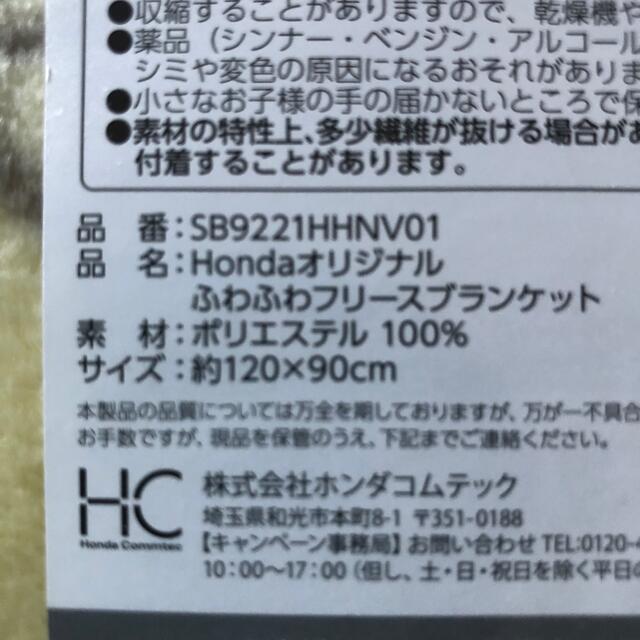 ●収縮することがありますので、乾燥機や
●薬品（シンナー・ベンジン・アルコール
シミや変色の原因になるおそれがありま
●小さなお子様の手の届かないところで保
●素材の特性上、多少繊維が抜ける場合がお
付着することがあります。
品　番：SB9221HHNV01
品　名：Hondaオリジナル
ふわふわフリースブランケット
素　材：ポリエステル 100%
サイズ：約120×90cm
本製品の品質については万全を期しておりますが、万が一不具合
お手数ですが、現品を保管のうえ、下記までご連絡ください。
HC
Honda Commtec
株式会社ホンダコムテック
埼玉県和光市本町8-1 〒351-0188
【キャンペーン事務局】お問い合わせ TEL:0120-4
10：00〜17：00（但し、土・日・祝日を除く平日の